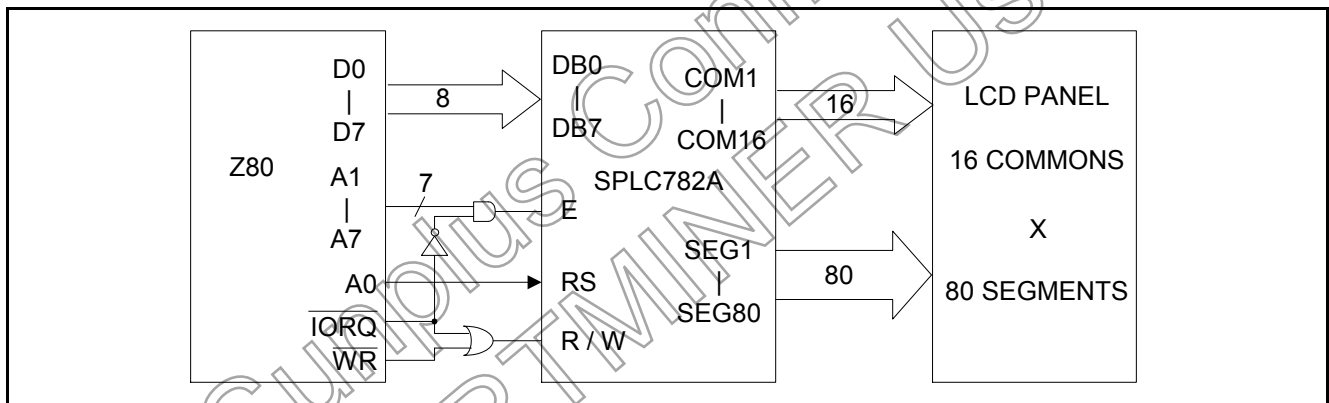 Z80
D0
|
D7
A1
|
A7
A0
IORQ
WR
8
7
DB0
|
DB7
E
RS
R / W
COM1
|
COM16
SPLC782A
SEG1
|
SEG80
16
80
LCD PANEL
16 COMMONS
X
80 SEGMENTS
Sunplus